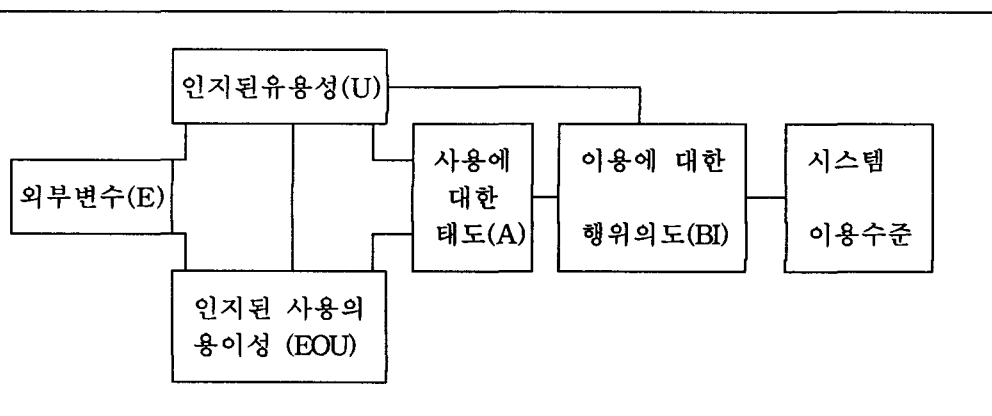 인지된유용성(U)
외부변수(E)
인지된 사용의
용이성 (EOU)
사용에
대한
태도(A)
이용에 대한
행위의도(BI)
시스템
이용수준